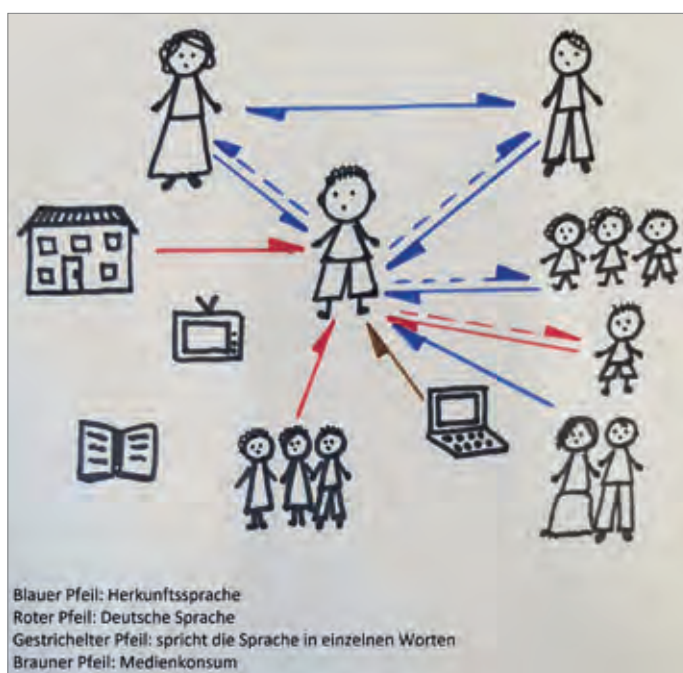 Blauer Pfeil: Herkunftssprache
Roter Pfeil: Deutsche Sprache
Gestrichelter Pfeil: spricht die Sprache in einzelnen Worten
Brauner Pfeil: Medienkonsum